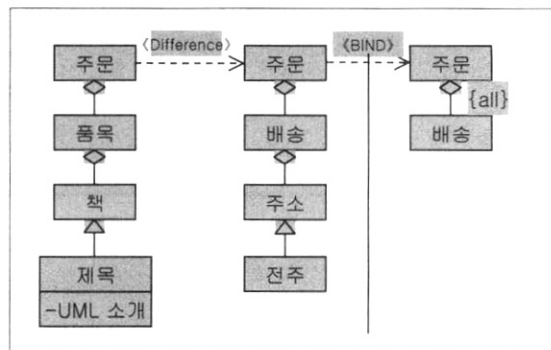 〈Difference〉
《BIND》
주문
주문
주문
{all}
품목
배송
배송
책
주소
제목
전주
-UML 소개